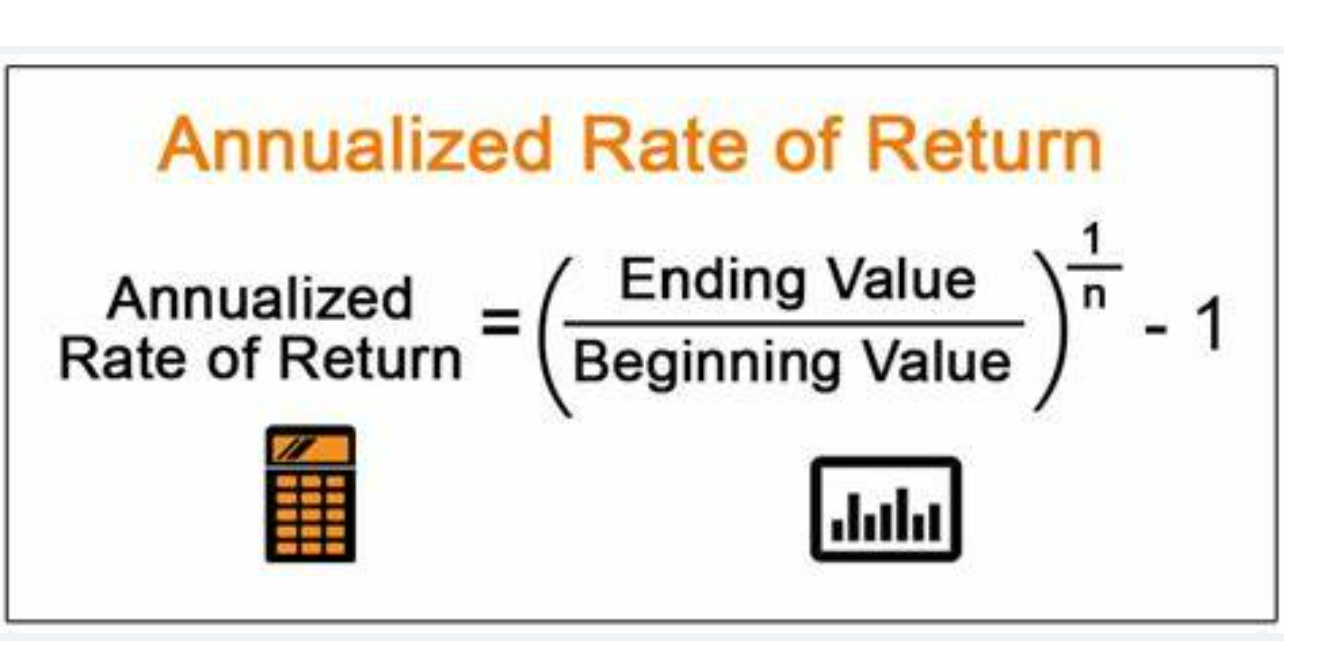 Annualized Rate of Return
Annualized
Rate of Return
=
(
Ending Value
Beginning Value
)
1
n
- 1